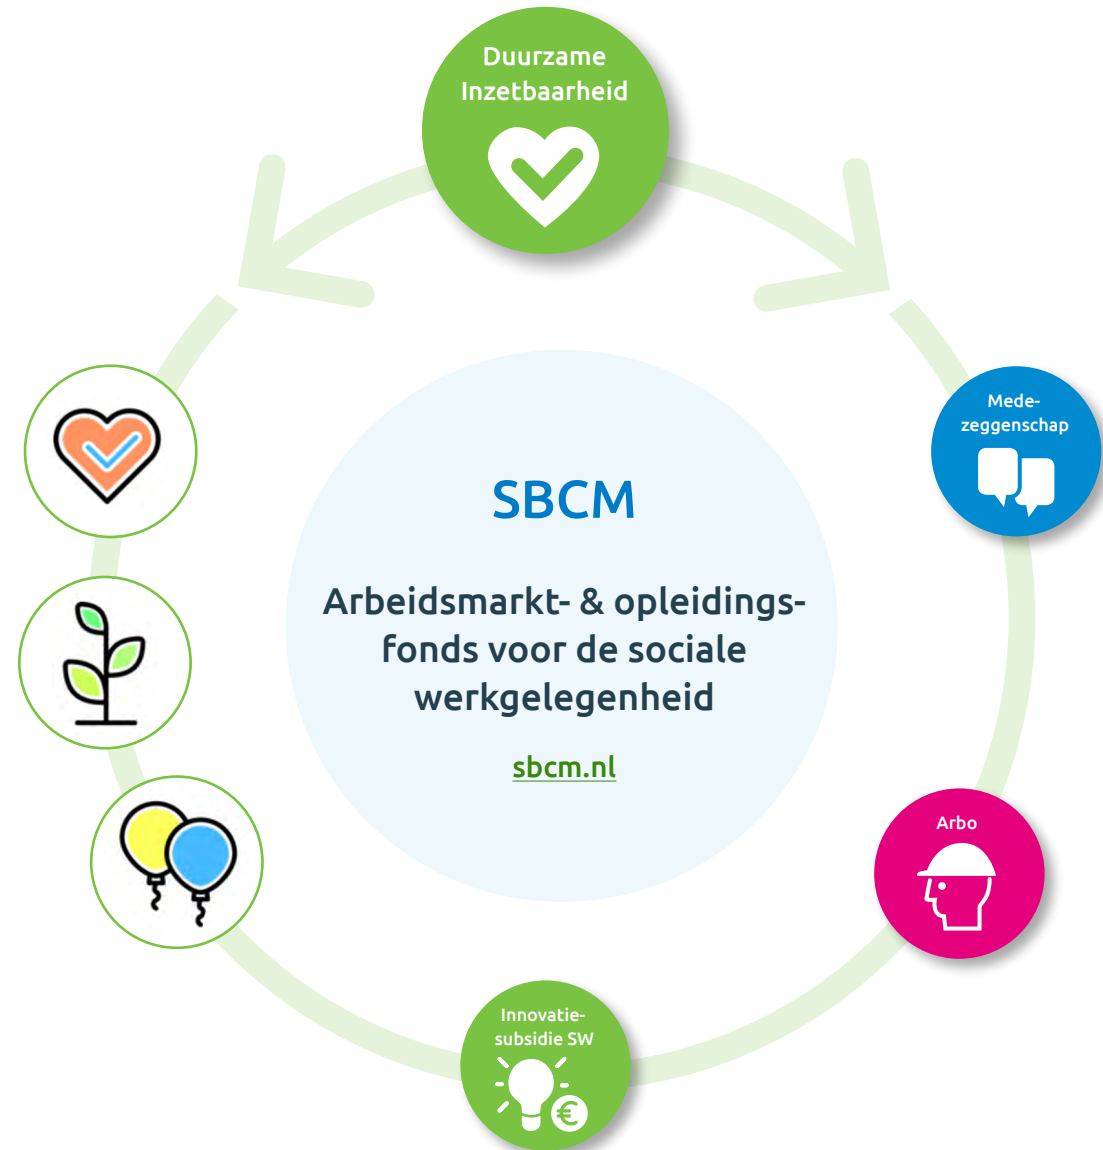 Duurzame
Inzetbaarheid
Mede-
zeggenschap
SBCM
Arbeidsmarkt- & opleidings-
fonds voor de sociale
werkgelegenheid
sbcm.nl
Arbo
Innovatie-
subsidie SW
€